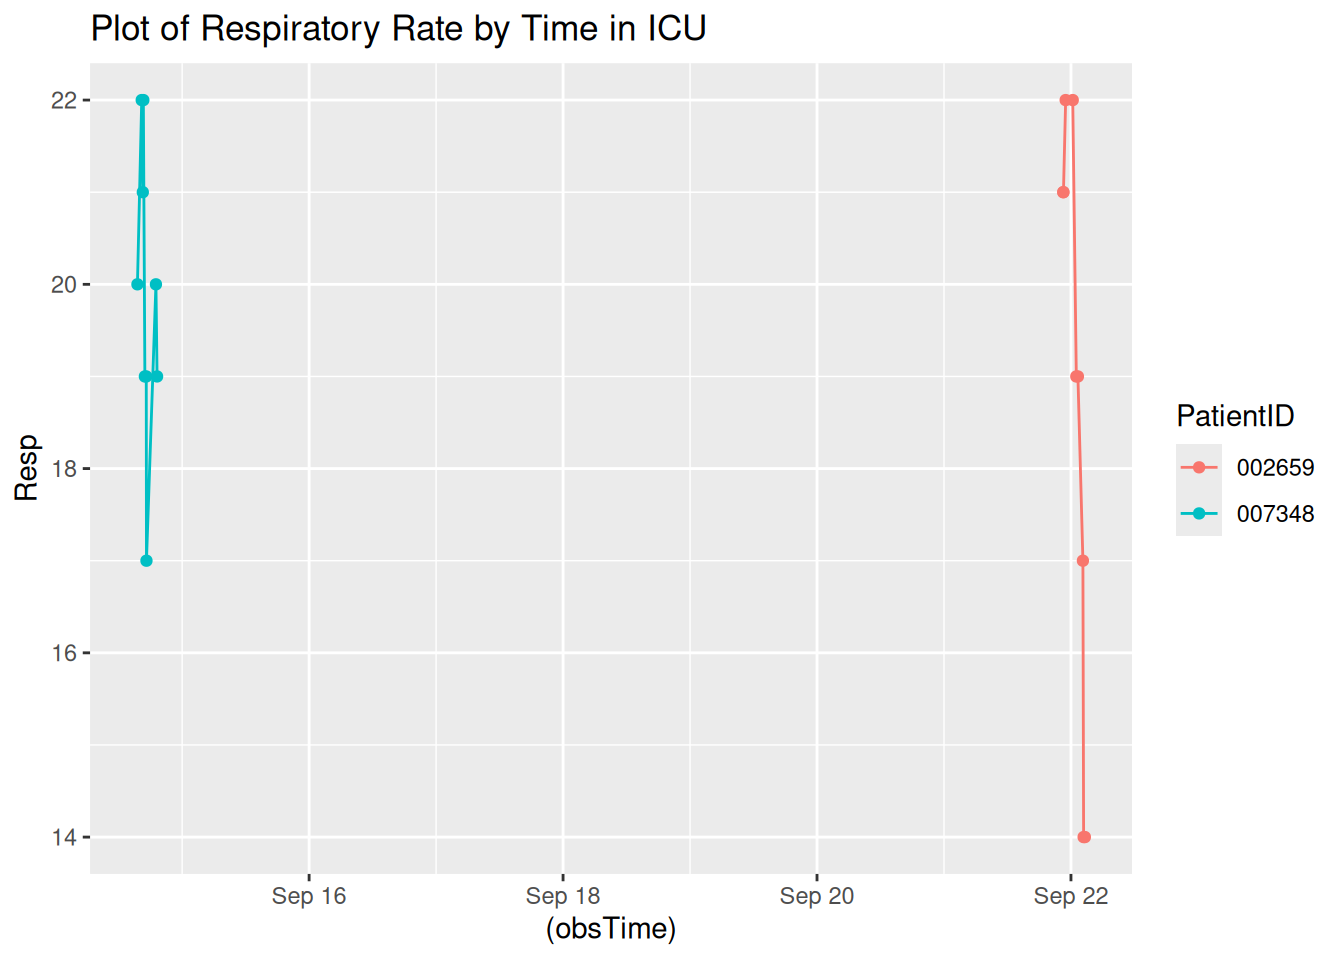 Plot of Respiratory Rate by Time in ICU
22
20
18
16
14
Resp
Sep 16 Sep 18 Sep 20 Sep 22
(obsTime)
PatientID
002659
007348